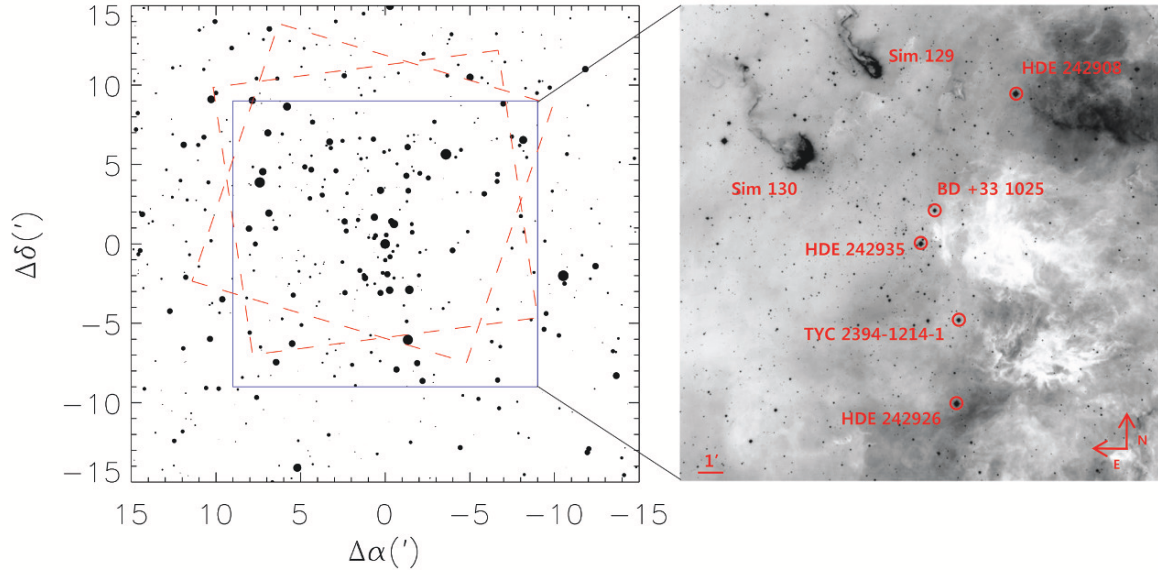 15
10
5
0
−5
−10
−15
Δδ(′)
15 10 5 0 −5 −10 −15
Δα(′)
Sim 129
HDE 242908
Sim 130
BD +33 1025
HDE 242935
TYC 2394-1214-1
HDE 242926
1′
N
E